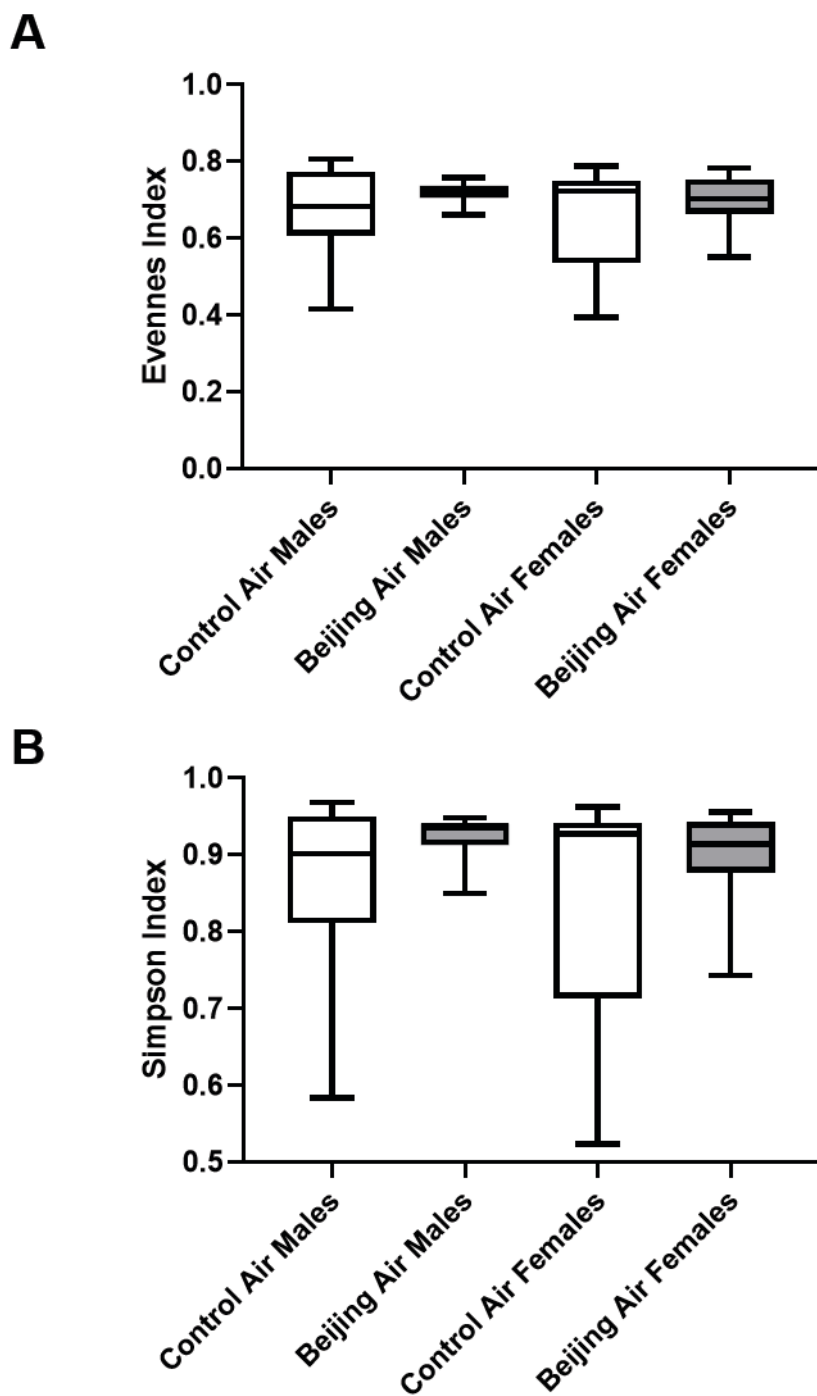 A
1.0
0.8
0.6
0.4
0.2
0.0
Evennes Index
Control Air Males
Beijing Air Males
Control Air Females
Beijing Air Females
B
1.0
0.9
0.8
0.7
0.6
0.5
Simpson Index
Control Air Males
Beijing Air Males
Control Air Females
Beijing Air Females